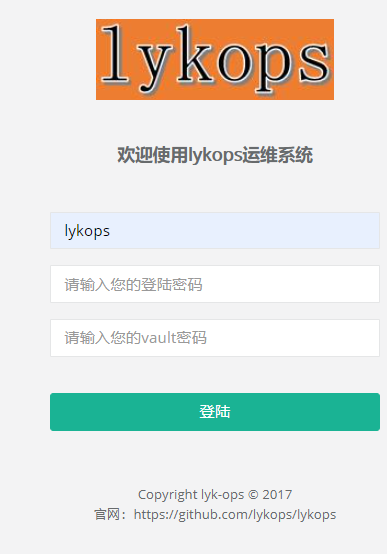 lykops
欢迎使用lykops运维系统
lykops
请输入您的登陆密码
请输入您的vault密码
登陆
Copyright lyk-ops © 2017
官网：https://github.com/lykops/lykops